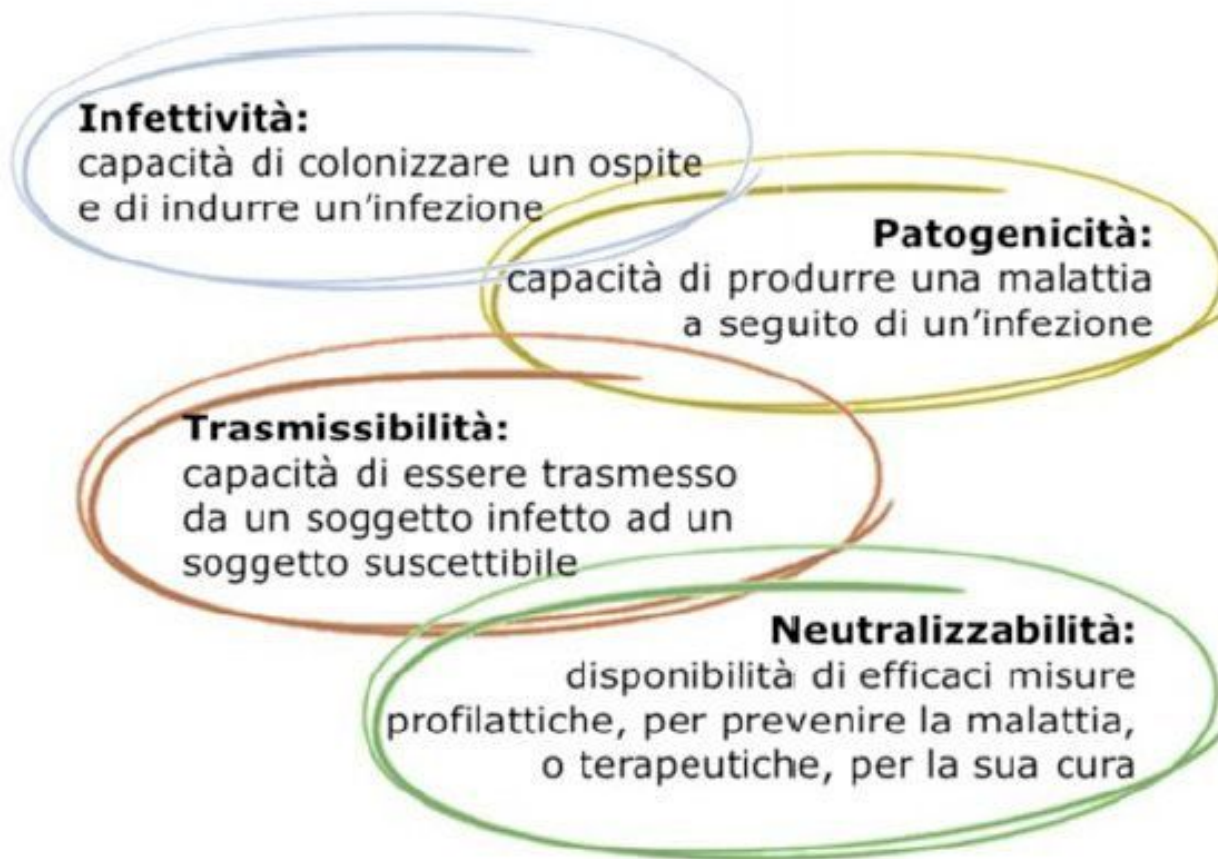 Infettività:
capacità di colonizzare un ospite
e di indurre un'infezione
Patogenicità:
capacità di produrre una malattia
a seguito di un'infezione
Trasmissibilità:
capacità di essere trasmesso
da un soggetto infetto ad un
soggetto suscettibile
Neutralizzabilità:
disponibilità di efficaci misure
profilattiche, per prevenire la malattia,
o terapeutiche, per la sua cura